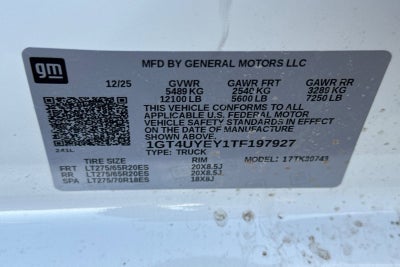 gm
MFD BY GENERAL MOTORS LLC
12/25 GVWR GAWR FRT GAWR RR
5489 KG 2540 KG 3289 KG
12100 LB 5600 LB 7250 LB
THIS VEHICLE CONFORMS TO ALL
APPLICABLE U.S. FEDERAL MOTOR
VEHICLE SAFETY STANDARDS IN EFFECT
ON THE DATE OF MANUFACTURE
SHOWN ABOVE.
1GT4UYEY1TF197927
TYPE: TRUCK
TIRE SIZE RIM MODEL:
FRT LT275/65R20ES 20X8.5J
RR LT275/65R20ES 20X8.5J
SPA LT275/70R18ES 18X8J